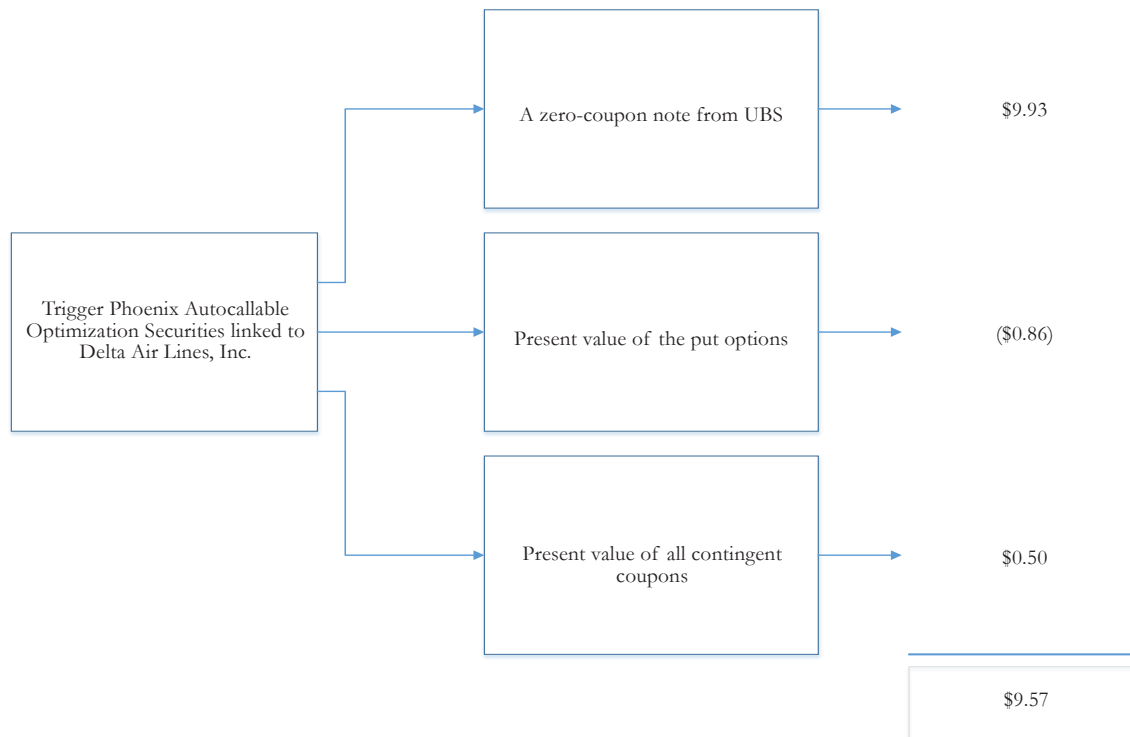 A zero-coupon note from UBS
$9.93
Trigger Phoenix Autocallable
Optimization Securities linked to
Delta Air Lines, Inc.
Present value of the put options
($0.86)
Present value of all contingent
coupons
$0.50
$9.57